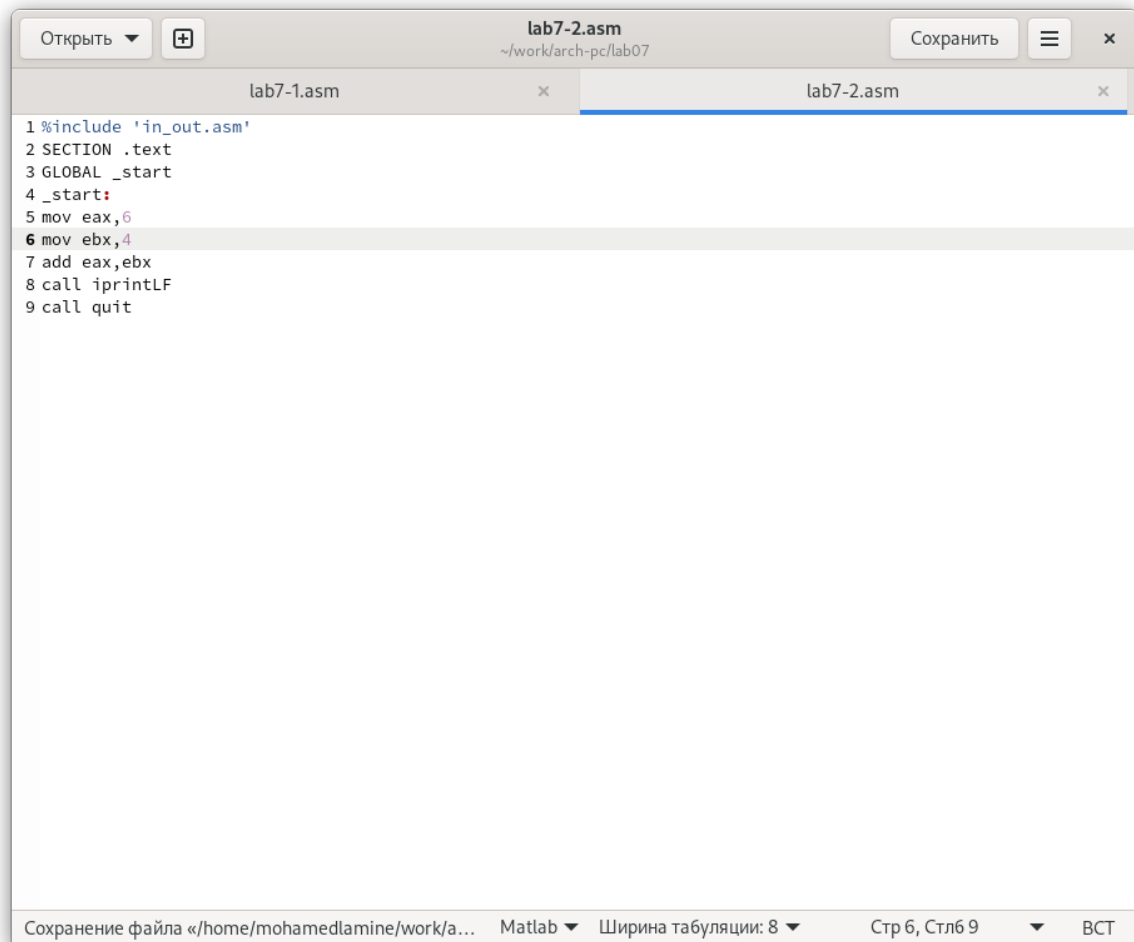 Открыть
lab7-2.asm
~/work/arch-pc/lab07
Сохранить
lab7-1.asm
lab7-2.asm
1 %include 'in_out.asm'
2 SECTION .text
3 GLOBAL _start
4 _start:
5 mov eax,6
6 mov ebx,4
7 add eax,ebx
8 call iprintLF
9 call quit
Сохранение файла «/home/mohamedlamine/work/a… Matlab Ширина табуляции: 8 Стр 6, Стлб 9 ВСТ